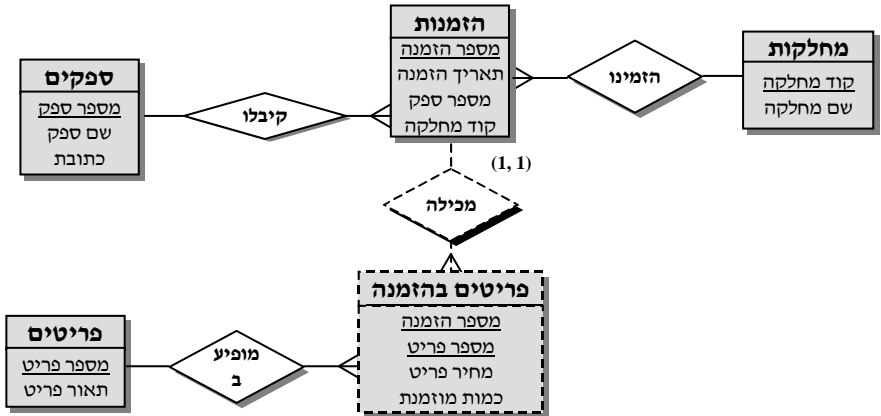 הזמנות
מספר הזמנה
תאריך הזמנה
מספר ספק
קוד מחלקה
מחלקות
קוד מחלקה
שם מחלקה
הזמינו
ספקים
מספר ספק
שם ספק
כתובת
קיבלו
(1, 1)
מכילה
פריטים בהזמנה
מספר הזמנה
מספר פריט
מחיר פריט
כמות מוזמנת
פריטים
מספר פריט
תאור פריט
מופיע
ב